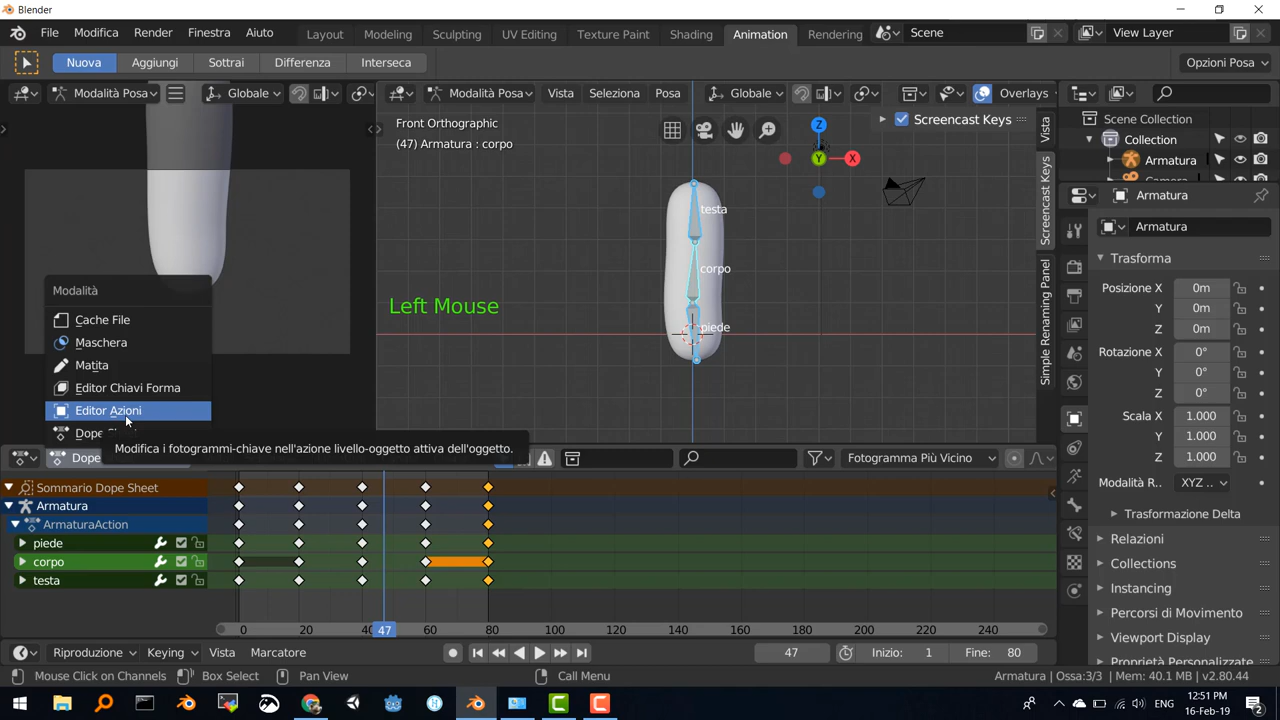 Blender
File Modifica Render Finestra Aiuto Layout Modeling Sculpting UV Editing Texture Paint Shading Animation Rendering Scene View Layer
Nuova Aggiungi Sottrai Differenza Interseca Opzioni Posa
Modalità Posa Globale Modalità Posa Vista Seleziona Posa Globale Overlays
Front Orthographic
(47) Armatura : corpo
Z
Y
X
Screencast Keys
Vista
Screencast Keys
Simple Renaming Panel
Scene Collection
Collection
Armatura
Armatura
Armatura
testa
corpo
piede
Left Mouse
Trasforma
Posizione X 0m
Y 0m
Z 0m
Rotazione X 0°
Y 0°
Z 0°
Scala X 1.000
Y 1.000
Z 1.000
Modalità R.. XYZ ..
Trasformazione Delta
Relazioni
Collections
Instancing
Percorsi di Movimento
Viewport Display
Proprietà Personalizzate
Modalità
Cache File
Maschera
Matita
Editor Chiavi Forma
Editor Azioni
Modifica i fotogrammi-chiave nell'azione livello-oggetto attiva dell'oggetto.
Fotogramma Più Vicino
Sommario Dope Sheet
Armatura
ArmaturaAction
piede
corpo
testa
0 20 40 47 60 80 100 120 140 160 180 200 220 240
Riproduzione Keying Vista Marcatore 47 Inizio: 1 Fine: 80
Mouse Click on Channels Box Select Pan View Call Menu Armatura | Ossa:3/3 | Mem: 40.1 MB | v2.80.44
12:51 PM
16-Feb-19
2